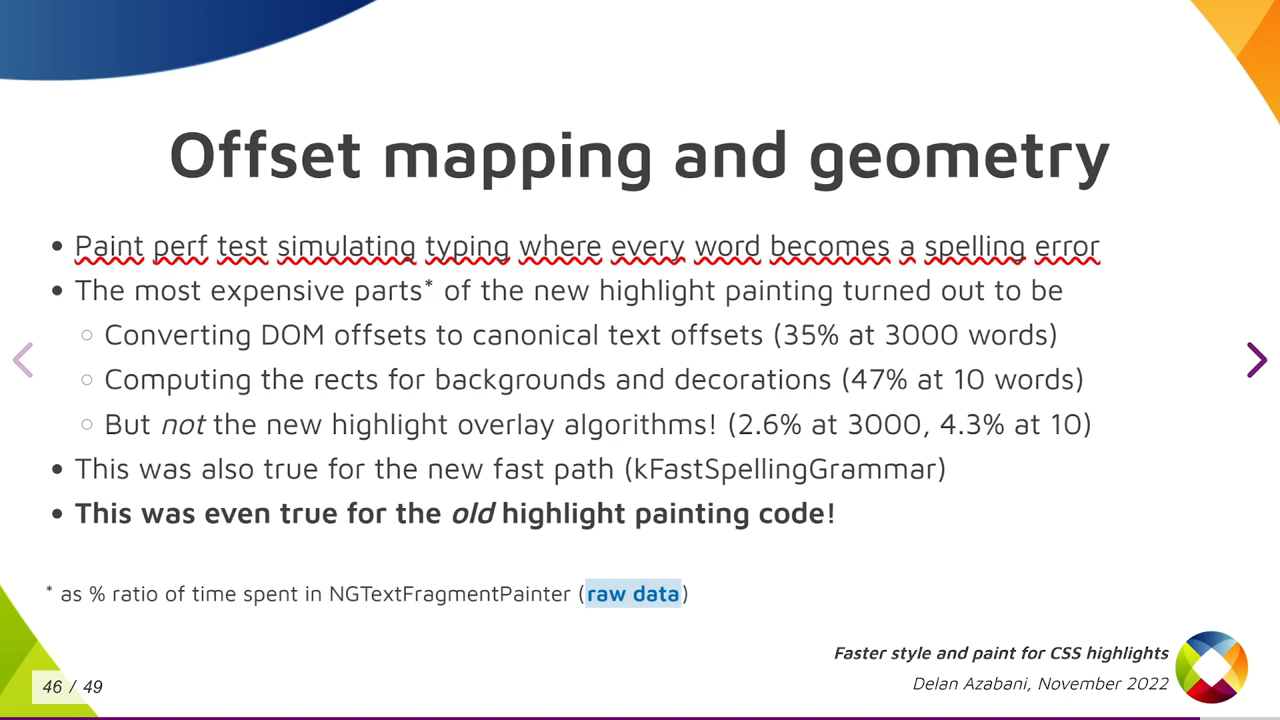 Offset mapping and geometry
• Paint perf test simulating typing where every word becomes a spelling error
• The most expensive parts* of the new highlight painting turned out to be
○ Converting DOM offsets to canonical text offsets (35% at 3000 words)
○ Computing the rects for backgrounds and decorations (47% at 10 words)
○ But not the new highlight overlay algorithms! (2.6% at 3000, 4.3% at 10)
• This was also true for the new fast path (kFastSpellingGrammar)
• This was even true for the old highlight painting code!
* as % ratio of time spent in NGTextFragmentPainter (raw data)
Faster style and paint for CSS highlights
Delan Azabani, November 2022
46 / 49